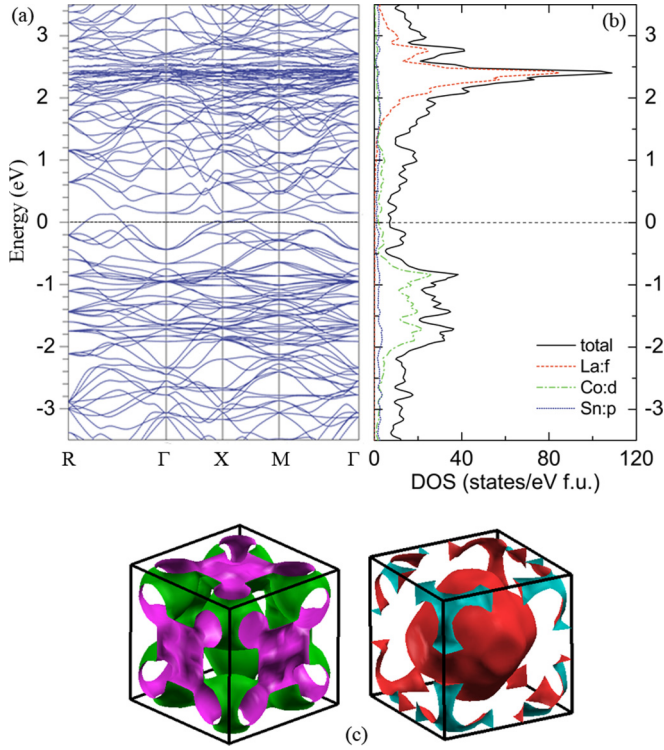 (a)
(b)
Energy (eV)
3
2
1
0
-1
-2
-3
R Γ X M Γ
3
2
1
0
-1
-2
-3
total
La:f
Co:d
Sn:p
0 40 80 120
DOS (states/eV f.u.)
(c)